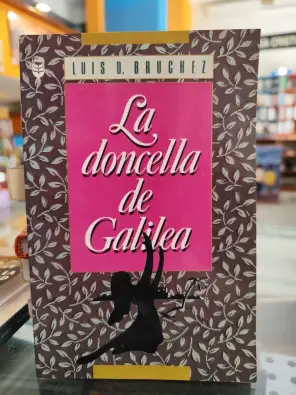 LUIS D. BRUCHEZ
La
doncella
de
Galilea